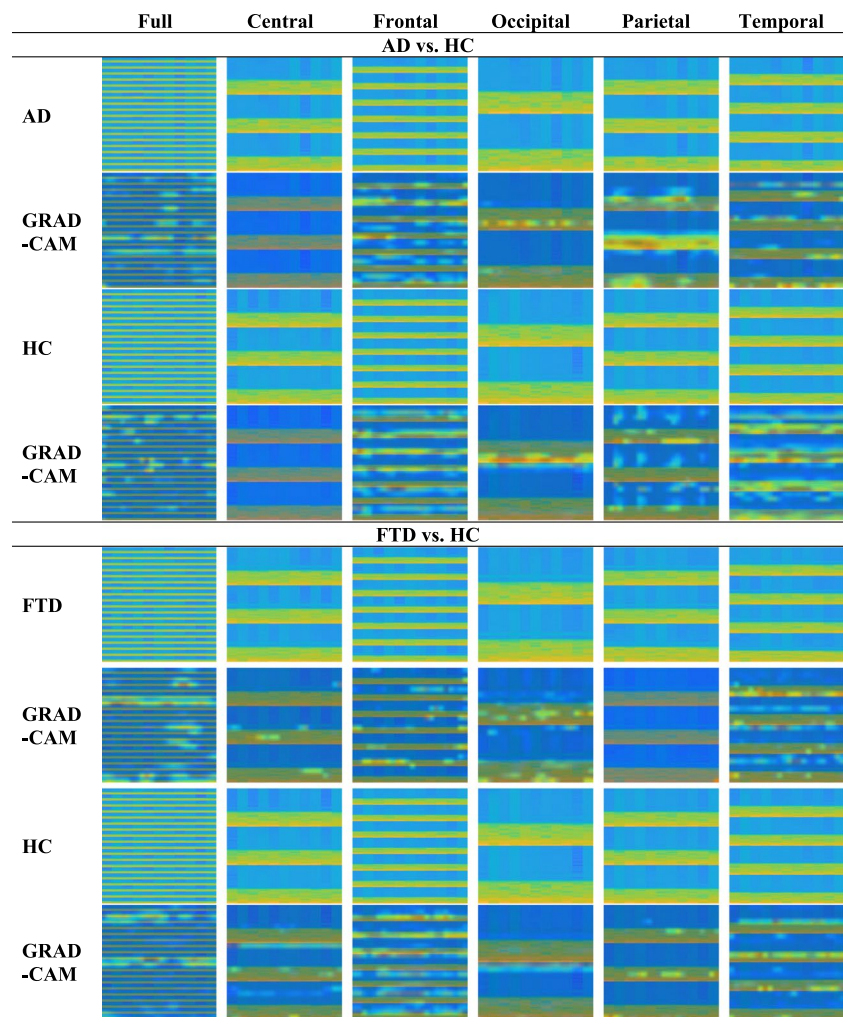 Full Central Frontal Occipital Parietal Temporal
AD vs. HC
AD
GRAD
-CAM
HC
GRAD
-CAM
FTD vs. HC
FTD
GRAD
-CAM
HC
GRAD
-CAM